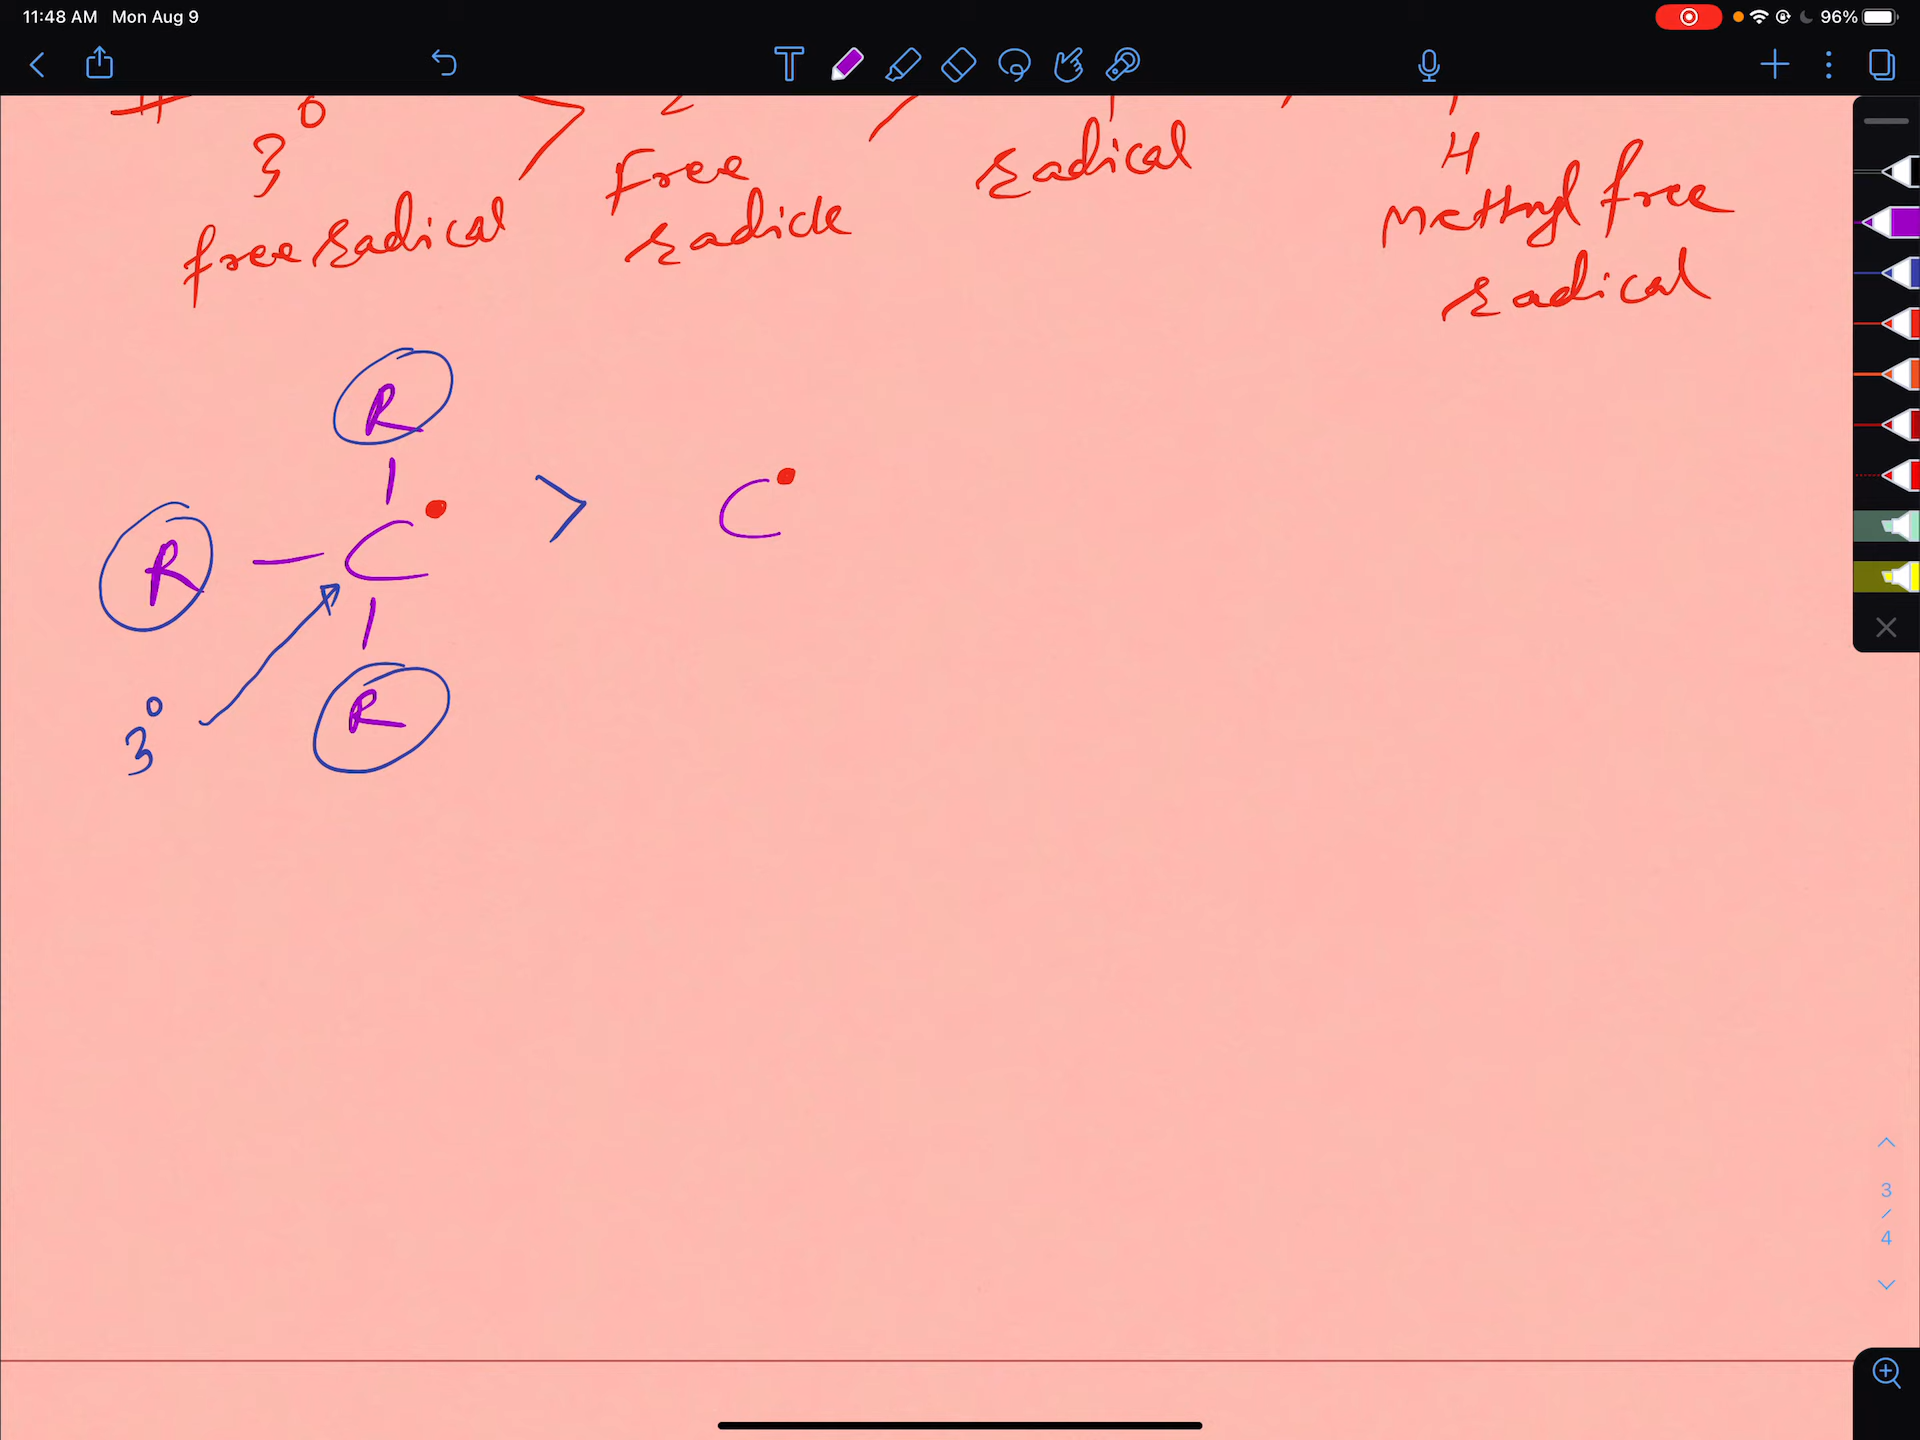 11:48 AM Mon Aug 9
96%
3° 2
free radical
free
radicle
radical
H
Methyl free
radical
R
R – C• > C•
R
3°
3
/
4